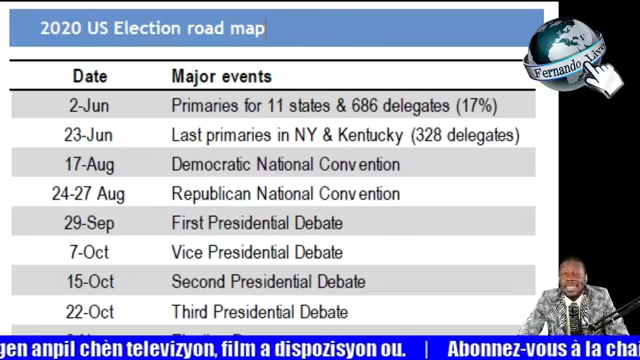 2020 US Election road map
Date Major events
2-Jun Primaries for 11 states & 686 delegates (17%)
23-Jun Last primaries in NY & Kentucky (328 delegates)
17-Aug Democratic National Convention
24-27 Aug Republican National Convention
29-Sep First Presidential Debate
7-Oct Vice Presidential Debate
15-Oct Second Presidential Debate
22-Oct Third Presidential Debate
Fernando Live
gen anpil chèn televizyon, film a dispozisyon ou. | Abonnez-vous à la chai